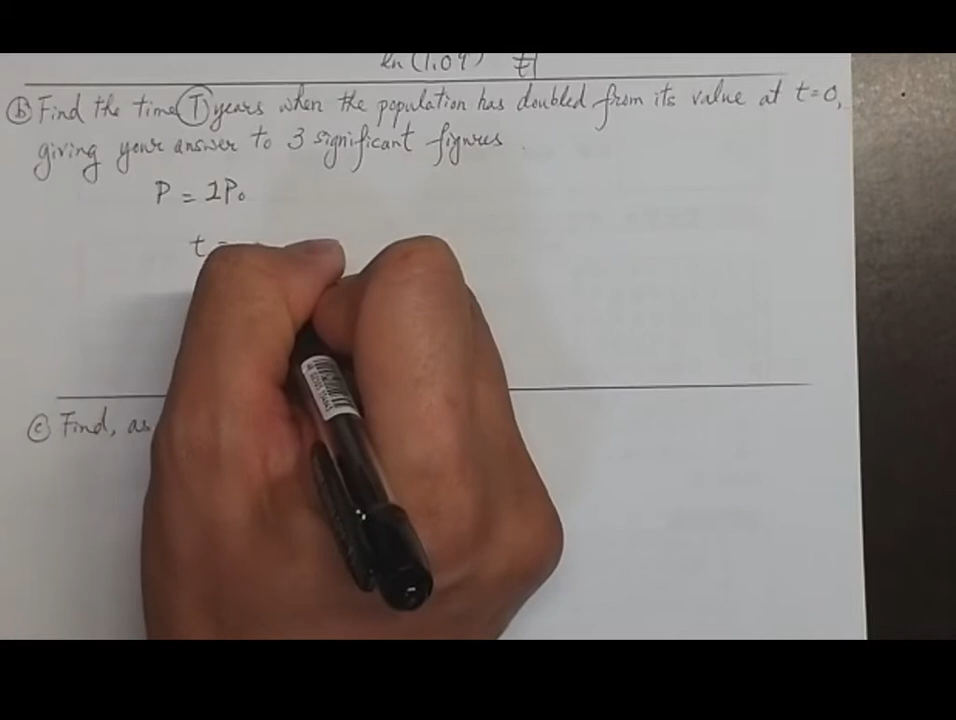 ln (1.09)
Ⓑ Find the time Ⓣ years when the population has doubled from its value at t=0,
giving your answer to 3 significant figures
P = 2P₀
t =
Ⓒ Find, as